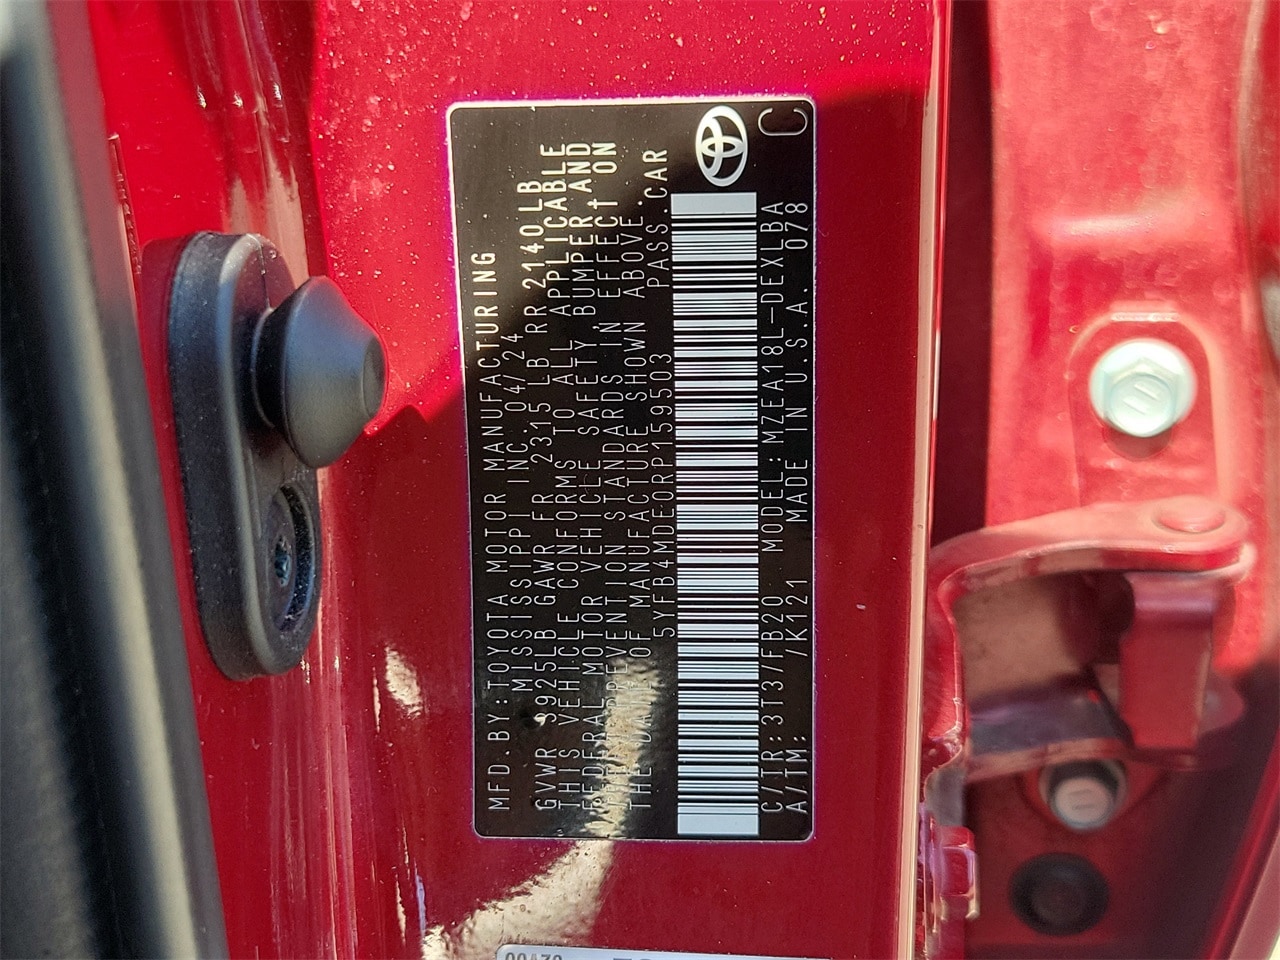 MFD.BY:TOYOTA MOTOR MANUFACTURING
MISSISSIPPI INC.04/24
GVWR 3925LB GAWR FR 2315LB RR 2140LB
THIS VEHICLE CONFORMS TO ALL APPLICABLE
FEDERAL MOTOR VEHICLE SAFETY, BUMPER AND
THEFT PREVENTION STANDARDS IN EFFECT ON
THE DATE OF MANUFACTURE SHOWN ABOVE.
5YFB4MDE0RP159503 PASS.CAR
C/TR:3T3/FB20 MODEL:MZEA18L-DEXLBA
A/TM: /K121 MADE IN U.S.A. 078
C